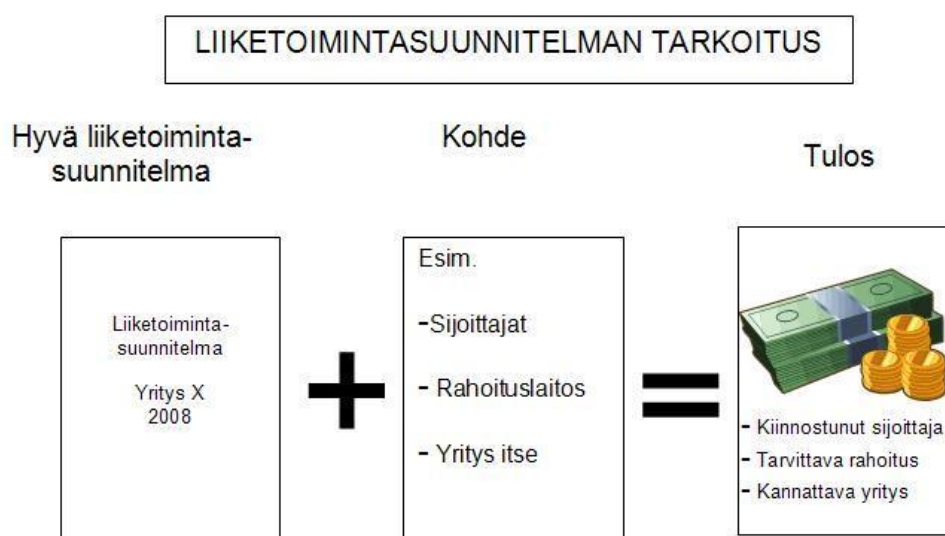 LIIKETOIMINTASUUNNITELMAN TARKOITUS
Hyvä liiketoiminta-
suunnitelma
Kohde
Tulos
Liiketoiminta-
suunnitelma
Yritys X
2008
Esim.
-Sijoittajat
- Rahoituslaitos
- Yritys itse
- Kiinnostunut sijoittaja
- Tarvittava rahoitus
- Kannattava yritys